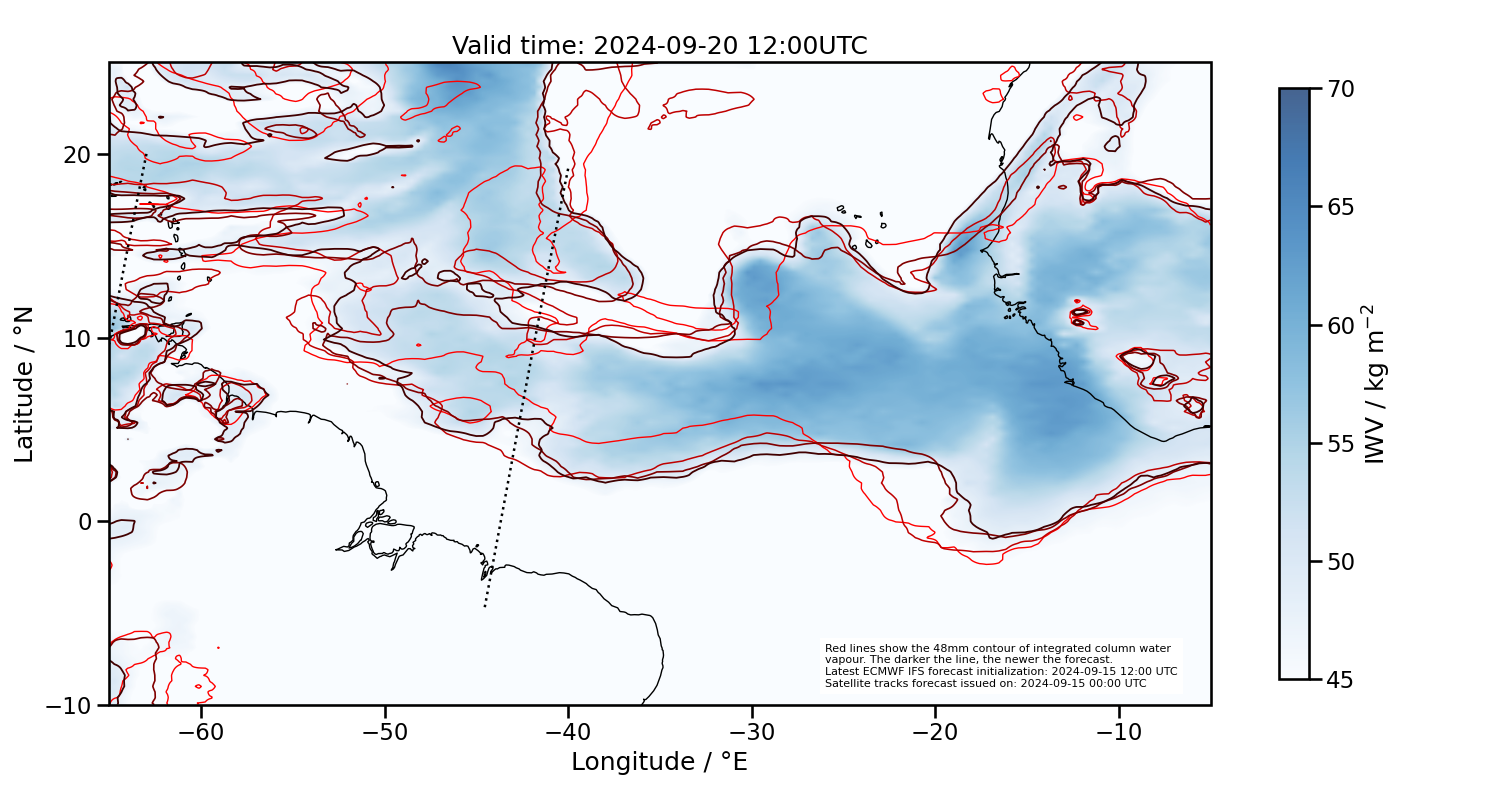 Valid time: 2024-09-20 12:00UTC
Latitude / °N
20
10
0
−10
−60
−50
−40
−30
−20
−10
Longitude / °E
Red lines show the 48mm contour of integrated column water
vapour. The darker the line, the newer the forecast.
Latest ECMWF IFS forecast initialization: 2024-09-15 12:00 UTC
Satellite tracks forecast issued on: 2024-09-15 00:00 UTC
70
65
60
55
50
45
IWV / kg m⁻²